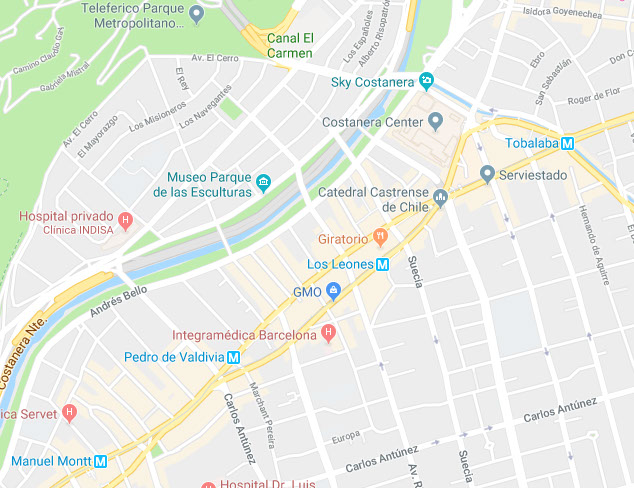 Teleferico Parque
Metropolitano...
Isidora Goyenechea
Canal El
Carmen
Los Españoles
Alberto Risopatrón
Camino Claudio Gay
Gabriela Mistral
Av. El Cerro
El Rey
Ebro
San Sebastián
Sky Costanera
Los Navegantes
Los Misioneros
Roger de Flor
Costanera Center
Av. El Cerro
El Mayorazgo
Tobalaba M
Museo Parque
de las Esculturas
Serviestado
Catedral Castrense
de Chile
Hospital privado
Clínica INDISA
H
Hernando de Aguirre
Giratorio
Los Leones M
Suecia
Andrés Bello
GMO
Costanera Nte.
Integramédica Barcelona
H
Pedro de Valdivia M
Marchant Pereira
Carlos Antúnez
ica Servet
H
Carlos Antúnez
Europa
Carlos Antúnez
Manuel Montt M
Suecia
Av. R
H
Hospital Dr. Luis